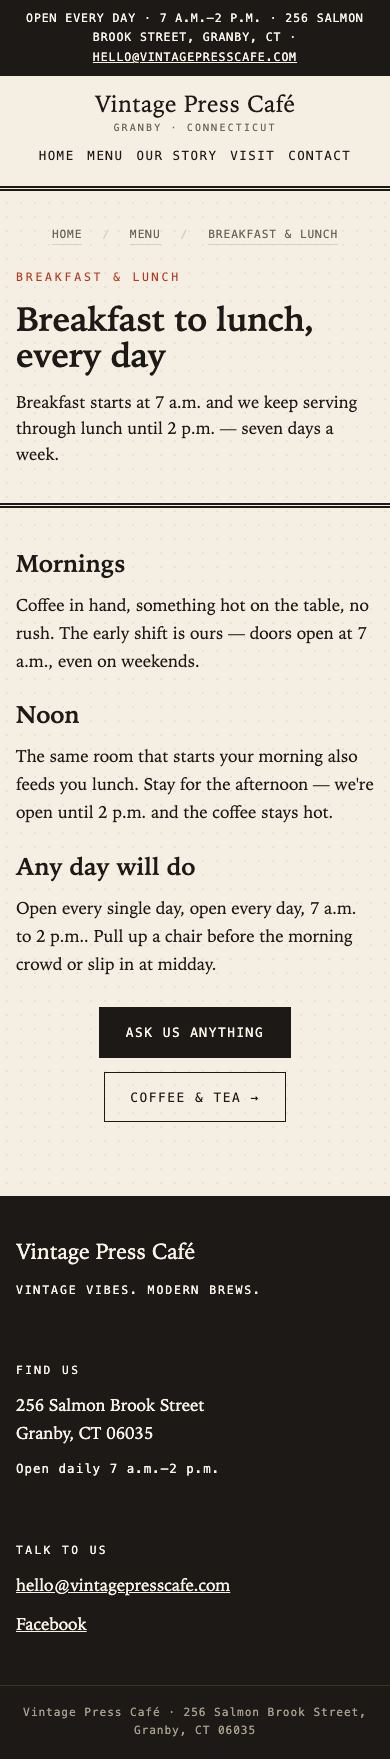 OPEN EVERY DAY · 7 A.M.–2 P.M. · 256 SALMON
BROOK STREET, GRANBY, CT ·
HELLO@VINTAGEPRESSCAFE.COM
Vintage Press Café
GRANBY · CONNECTICUT
HOME MENU OUR STORY VISIT CONTACT
HOME / MENU / BREAKFAST & LUNCH
BREAKFAST & LUNCH
Breakfast to lunch,
every day
Breakfast starts at 7 a.m. and we keep serving
through lunch until 2 p.m. — seven days a
week.
Mornings
Coffee in hand, something hot on the table, no
rush. The early shift is ours — doors open at 7
a.m., even on weekends.
Noon
The same room that starts your morning also
feeds you lunch. Stay for the afternoon — we're
open until 2 p.m. and the coffee stays hot.
Any day will do
Open every single day, open every day, 7 a.m.
to 2 p.m.. Pull up a chair before the morning
crowd or slip in at midday.
ASK US ANYTHING
COFFEE & TEA →
Vintage Press Café
VINTAGE VIBES. MODERN BREWS.
FIND US
256 Salmon Brook Street
Granby, CT 06035
Open daily 7 a.m.–2 p.m.
TALK TO US
hello@vintagepresscafe.com
Facebook
Vintage Press Café · 256 Salmon Brook Street,
Granby, CT 06035